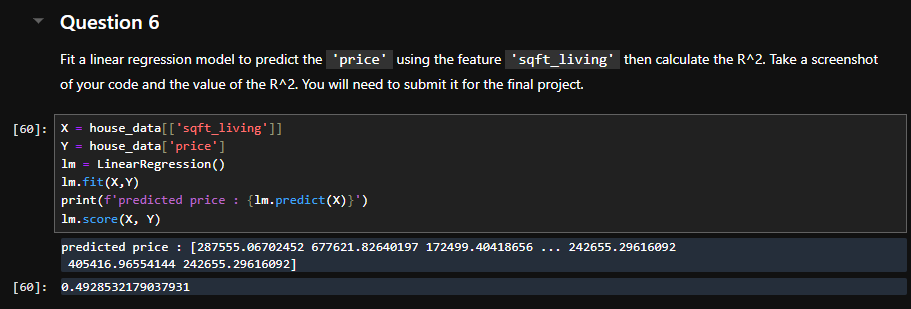 Question 6
Fit a linear regression model to predict the 'price' using the feature 'sqft_living' then calculate the R^2. Take a screenshot
of your code and the value of the R^2. You will need to submit it for the final project.
[60]: X = house_data[['sqft_living']]
Y = house_data['price']
lm = LinearRegression()
lm.fit(X,Y)
print(f'predicted price : {lm.predict(X)}')
lm.score(X, Y)
predicted price : [287555.06702452 677621.82640197 172499.40418656 ... 242655.29616092
405416.96554144 242655.29616092]
[60]: 0.4928532179037931